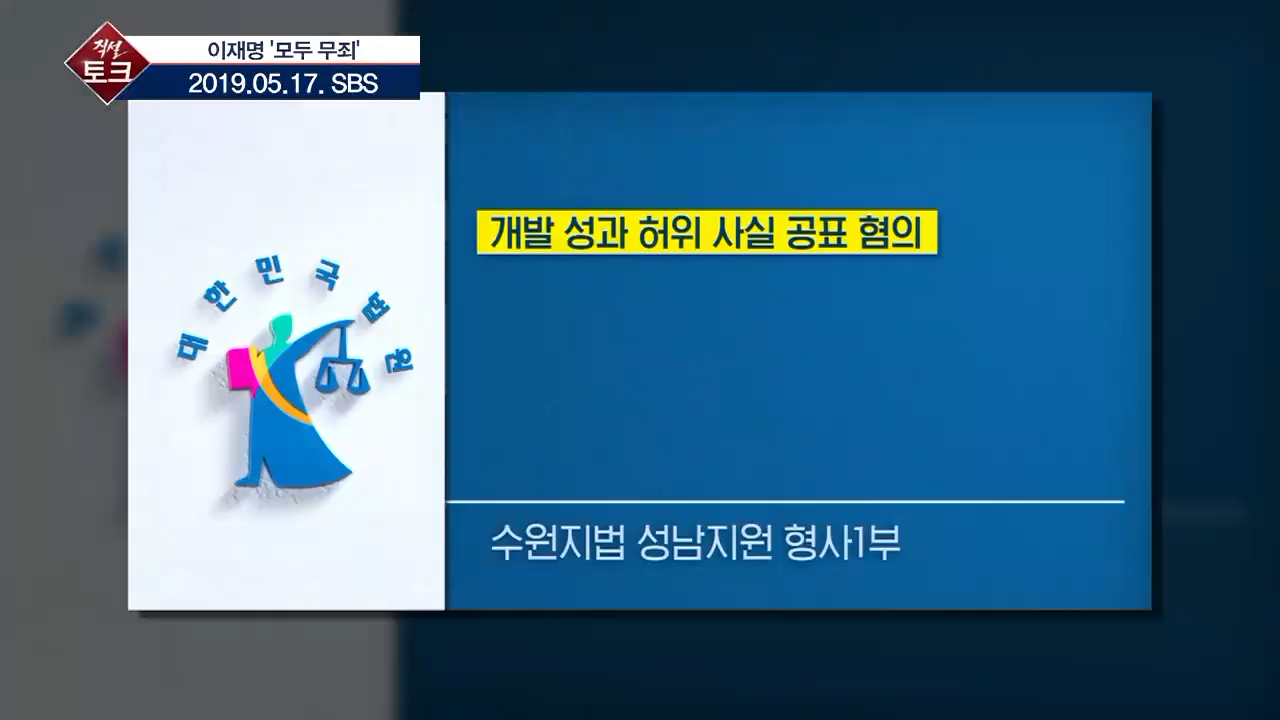 직설
토크
이재명 '모두 무죄'
2019.05.17. SBS
대한민국법원
개발 성과 허위 사실 공표 혐의
수원지법 성남지원 형사1부